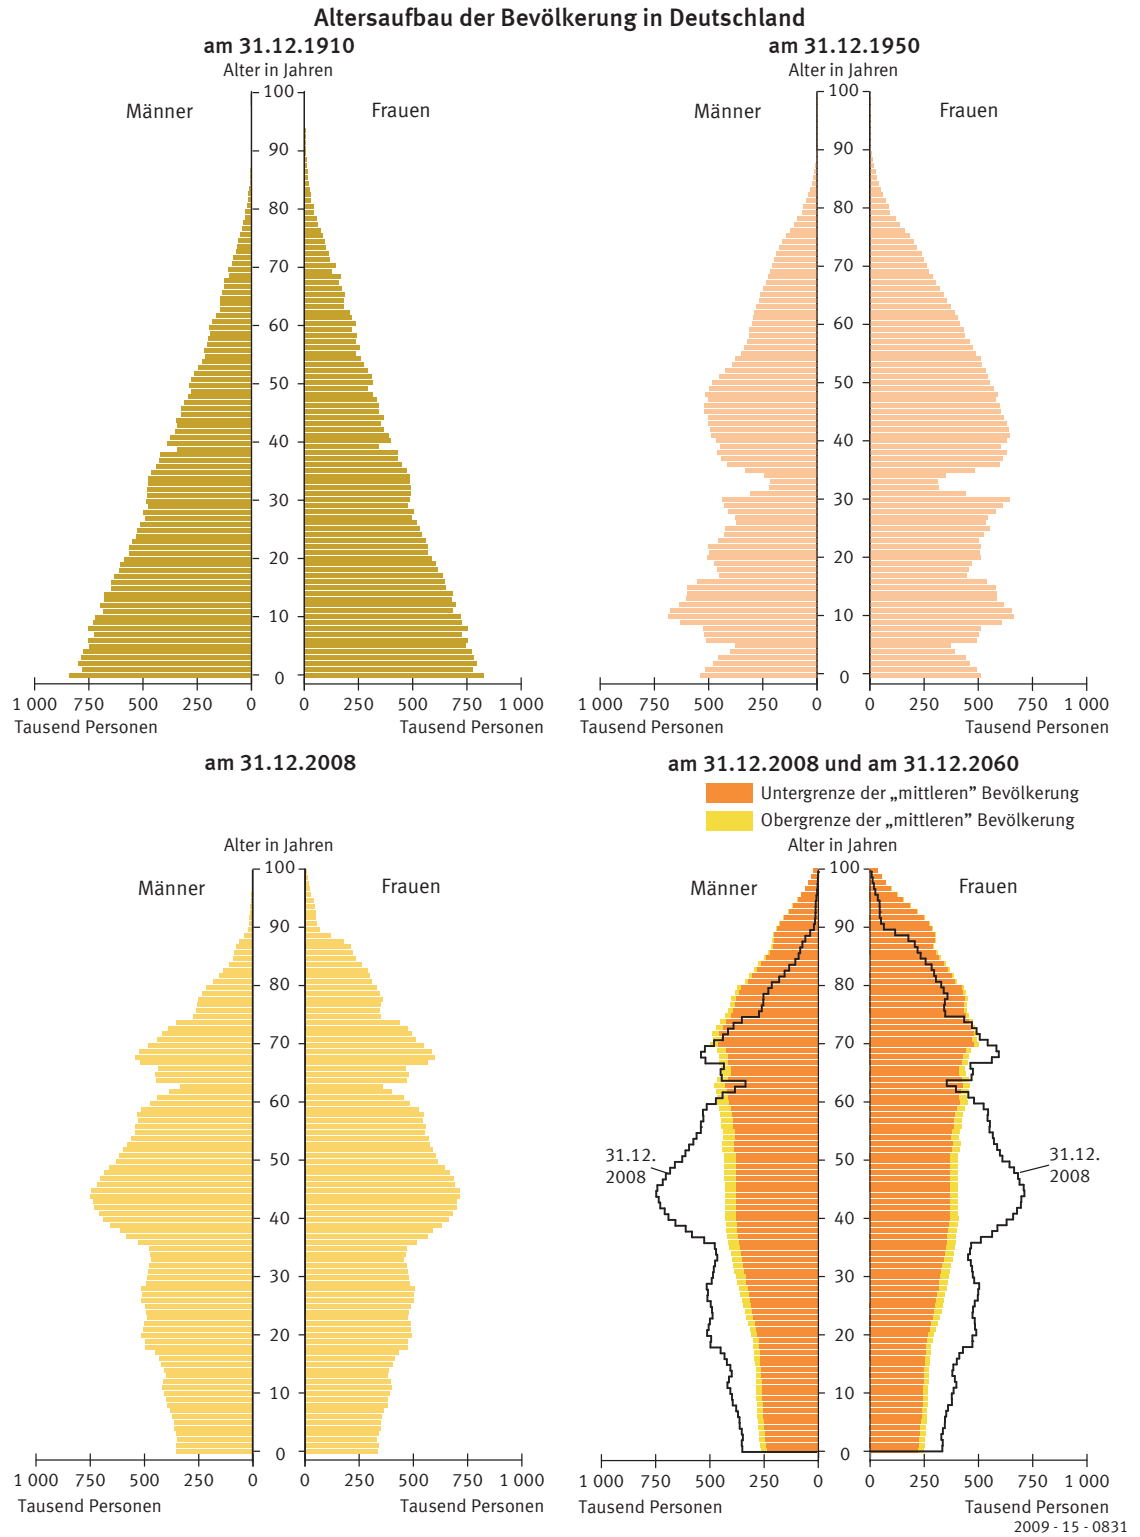 Altersaufbau der Bevölkerung in Deutschland
am 31.12.1910
Alter in Jahren
Männer
Frauen
100
90
80
70
60
50
40
30
20
10
0
1 000 750 500 250 0
0 250 500 750 1 000
Tausend Personen
Tausend Personen
am 31.12.1950
Alter in Jahren
Männer
Frauen
100
90
80
70
60
50
40
30
20
10
0
1 000 750 500 250 0
0 250 500 750 1 000
Tausend Personen
Tausend Personen
am 31.12.2008
Alter in Jahren
Männer
Frauen
100
90
80
70
60
50
40
30
20
10
0
1 000 750 500 250 0
0 250 500 750 1 000
Tausend Personen
Tausend Personen
am 31.12.2008 und am 31.12.2060
Untergrenze der „mittleren” Bevölkerung
Obergrenze der „mittleren” Bevölkerung
Alter in Jahren
Männer
Frauen
100
90
80
70
60
50
40
30
20
10
0
31.12.
2008
31.12.
2008
1 000 750 500 250 0
0 250 500 750 1 000
Tausend Personen
Tausend Personen
2009 - 15 - 0831